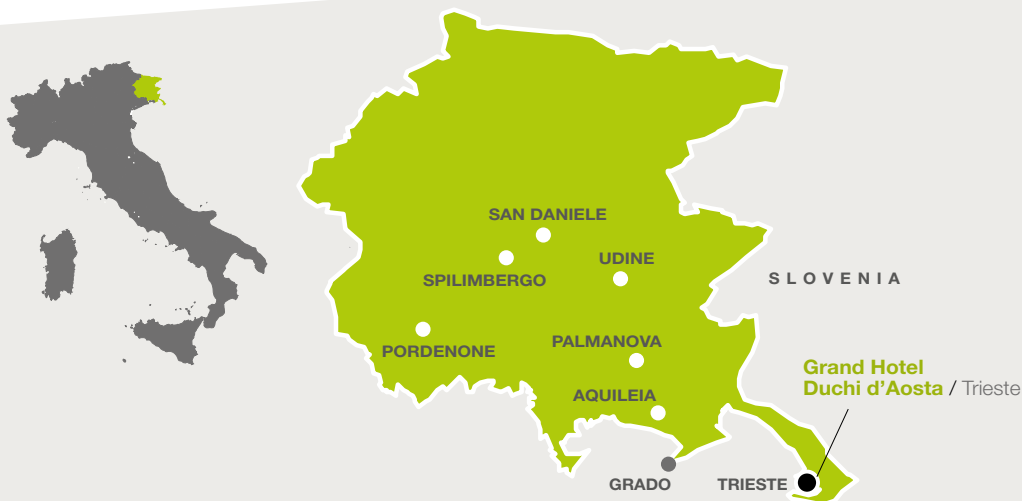 SAN DANIELE
UDINE
SPILIMBERGO
SLOVENIA
PALMANOVA
PORDENONE
Grand Hotel
Duchi d'Aosta / Trieste
AQUILEIA
GRADO
TRIESTE